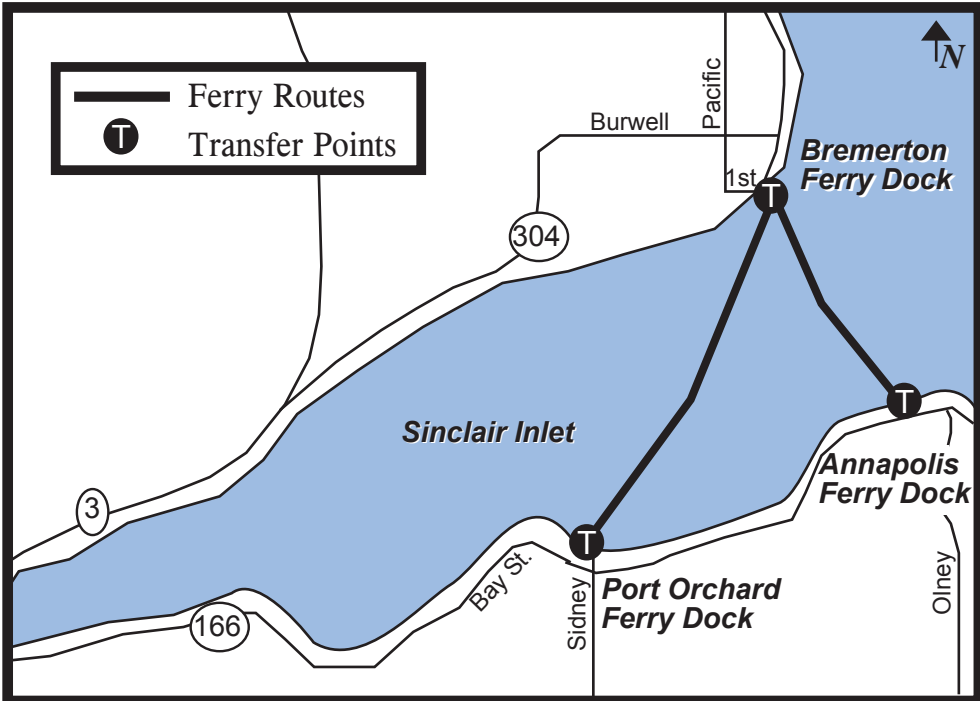 N
Ferry Routes
T
Transfer Points
Pacific
Burwell
Bremerton
Ferry Dock
1st
T
304
T
Sinclair Inlet
Annapolis
Ferry Dock
3
T
Bay St.
Sidney
Port Orchard
Ferry Dock
Olney
166